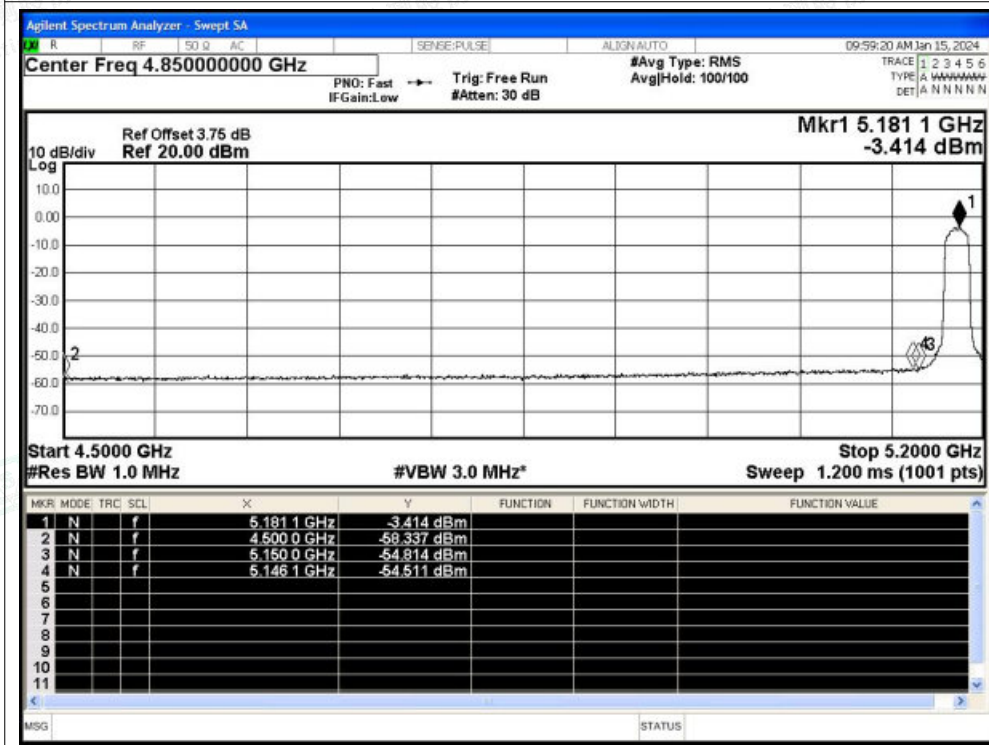 Agilent Spectrum Analyzer - Swept SA
R RF 50 Ω AC SENSE:PULSE ALIGN AUTO 09:59:20 AM Jan 15, 2024
Center Freq 4.850000000 GHz #Avg Type: RMS TRACE 1 2 3 4 5 6
PNO: Fast Trig: Free Run Avg|Hold: 100/100 TYPE A
IFGain:Low #Atten: 30 dB DET A N N N N N
Mkr1 5.181 1 GHz
Ref Offset 3.75 dB
10 dB/div Ref 20.00 dBm -3.414 dBm
Log
10.0
1
0.00
-10.0
-20.0
-30.0
-40.0
43
-50.0 2
-60.0
-70.0
Start 4.5000 GHz Stop 5.2000 GHz
#Res BW 1.0 MHz #VBW 3.0 MHz* Sweep 1.200 ms (1001 pts)
MKR MODE TRC SCL X Y FUNCTION FUNCTION WIDTH FUNCTION VALUE
1 N f 5.181 1 GHz -3.414 dBm
2 N f 4.500 0 GHz -58.337 dBm
3 N f 5.150 0 GHz -54.814 dBm
4 N f 5.146 1 GHz -54.511 dBm
5
6
7
8
9
10
11
MSG STATUS